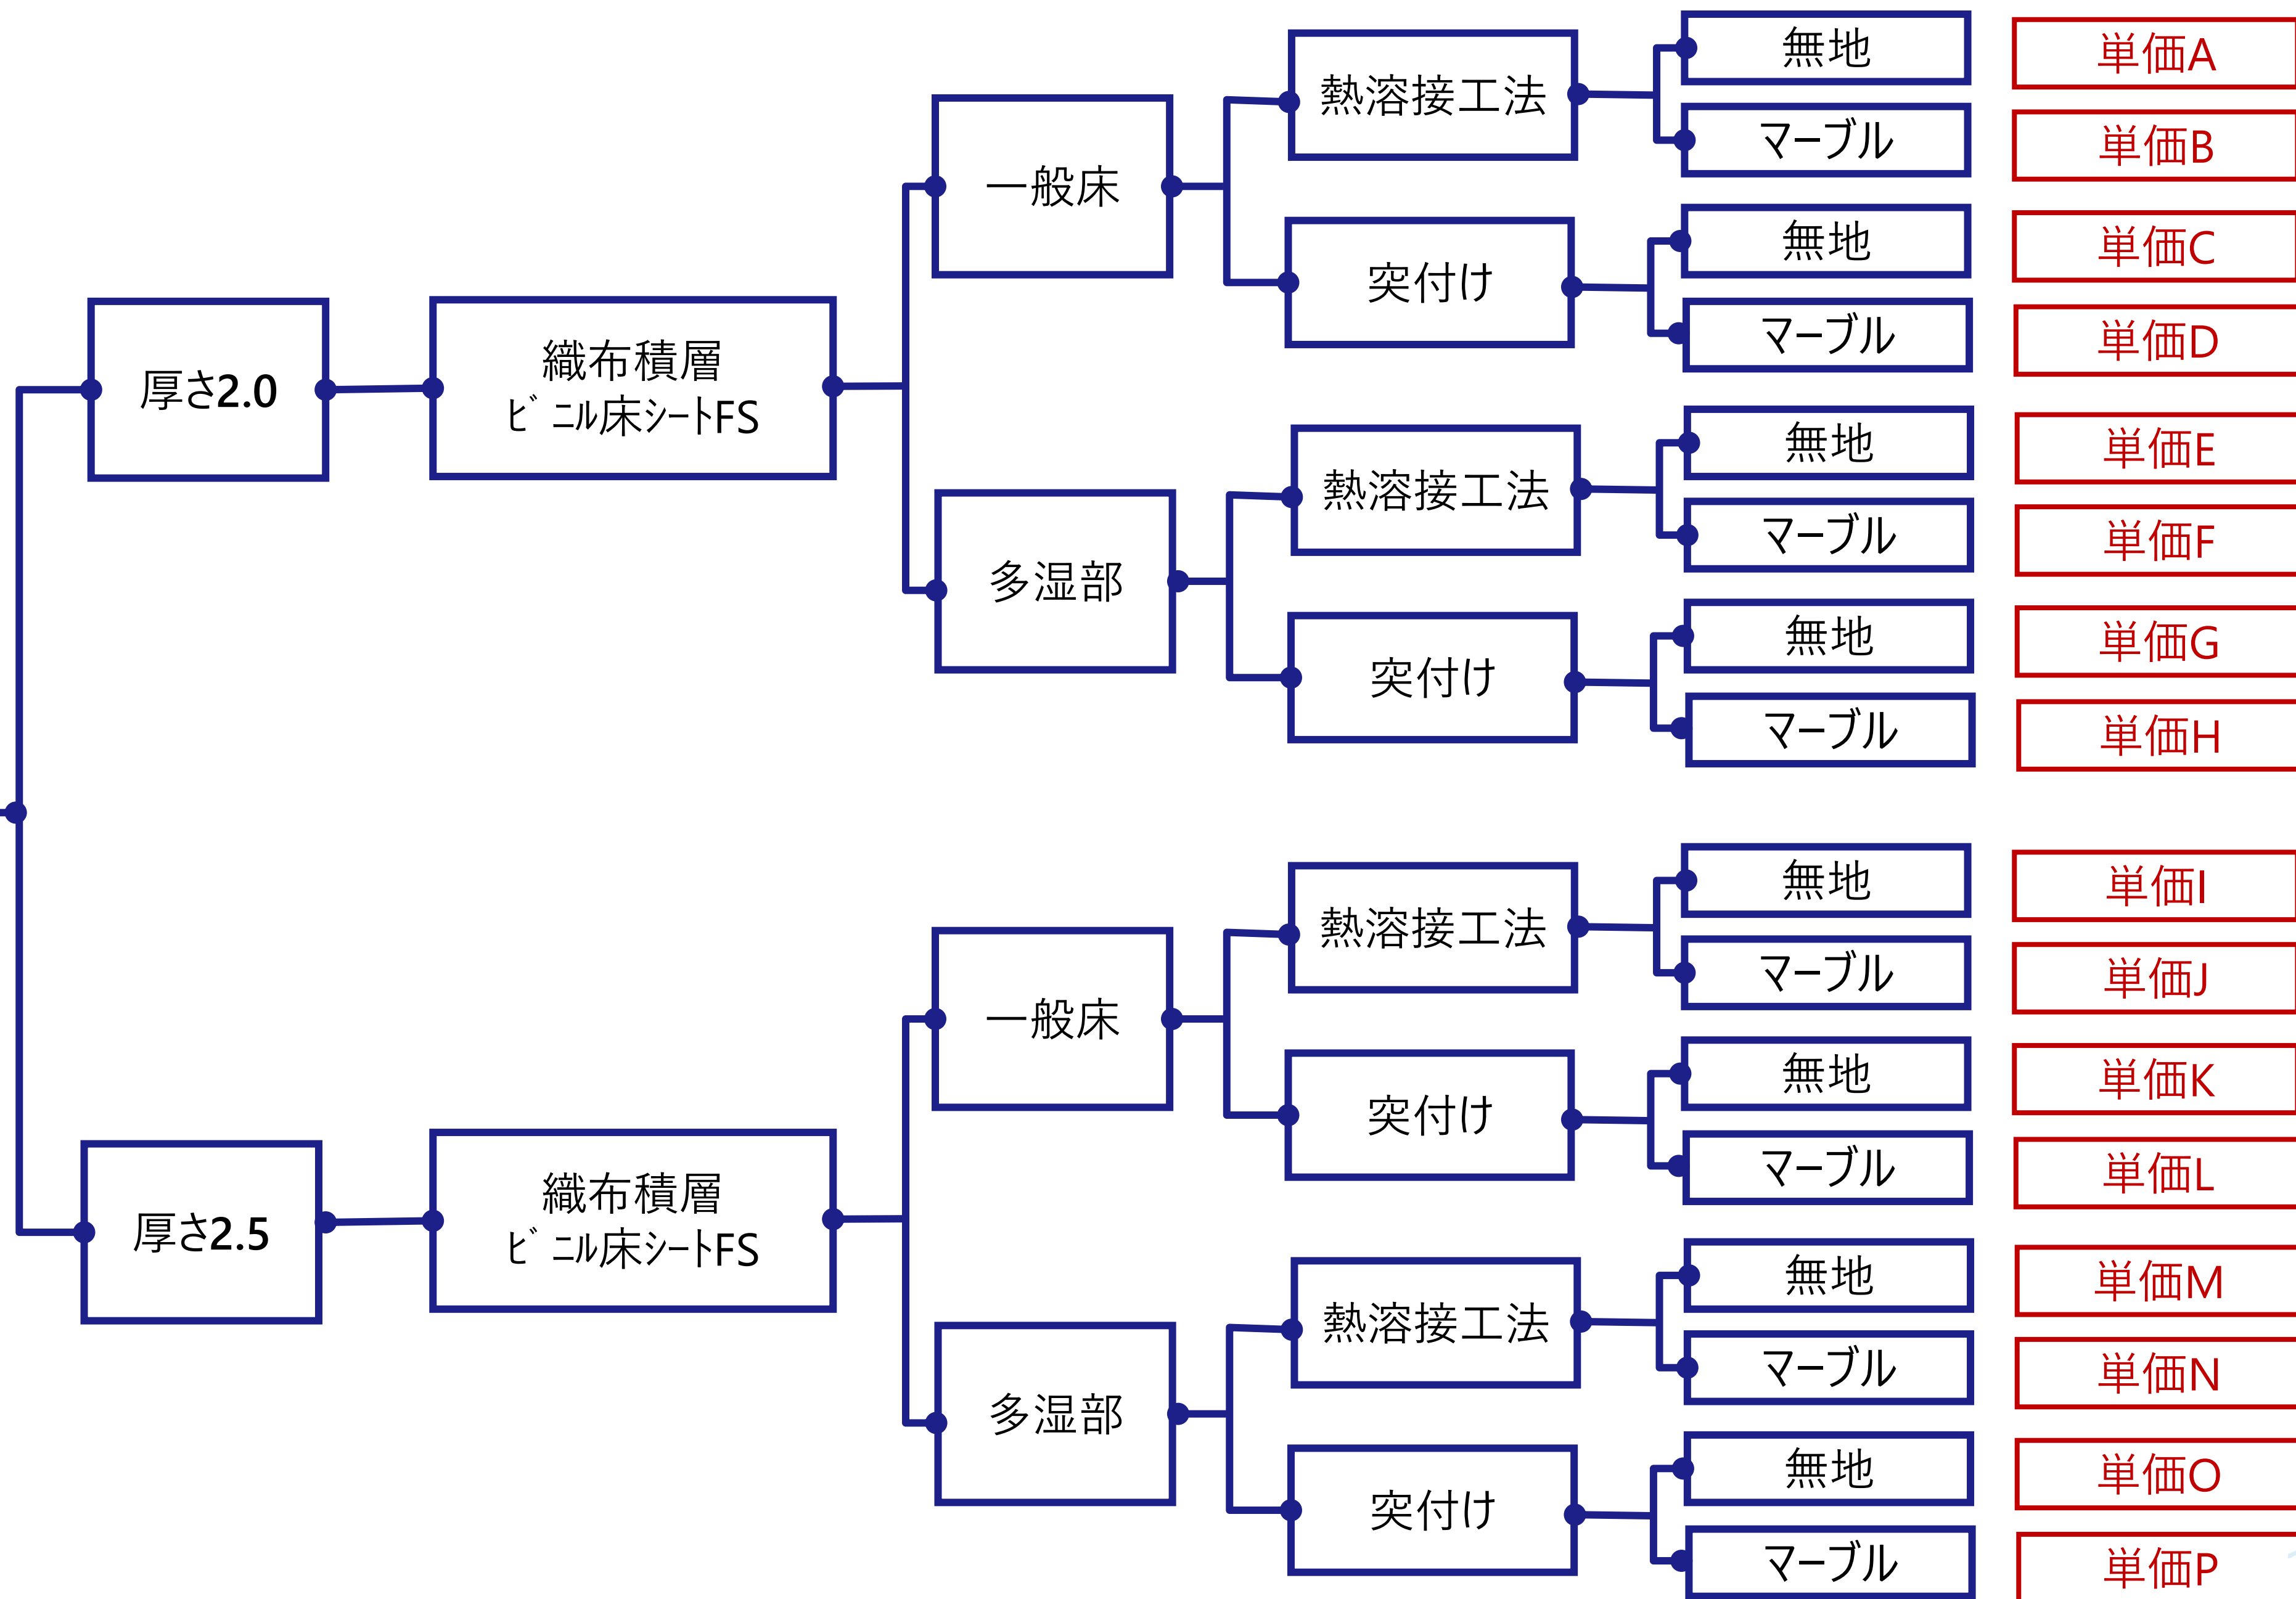 厚さ2.0
織布積層
ﾋﾞﾆﾙ床ｼｰﾄFS
一般床
熱溶接工法
無地
単価A
マーブル
単価B
突付け
無地
単価C
マーブル
単価D
多湿部
熱溶接工法
無地
単価E
マーブル
単価F
突付け
無地
単価G
マーブル
単価H
厚さ2.5
織布積層
ﾋﾞﾆﾙ床ｼｰﾄFS
一般床
熱溶接工法
無地
単価I
マーブル
単価J
突付け
無地
単価K
マーブル
単価L
多湿部
熱溶接工法
無地
単価M
マーブル
単価N
突付け
無地
単価O
マーブル
単価P